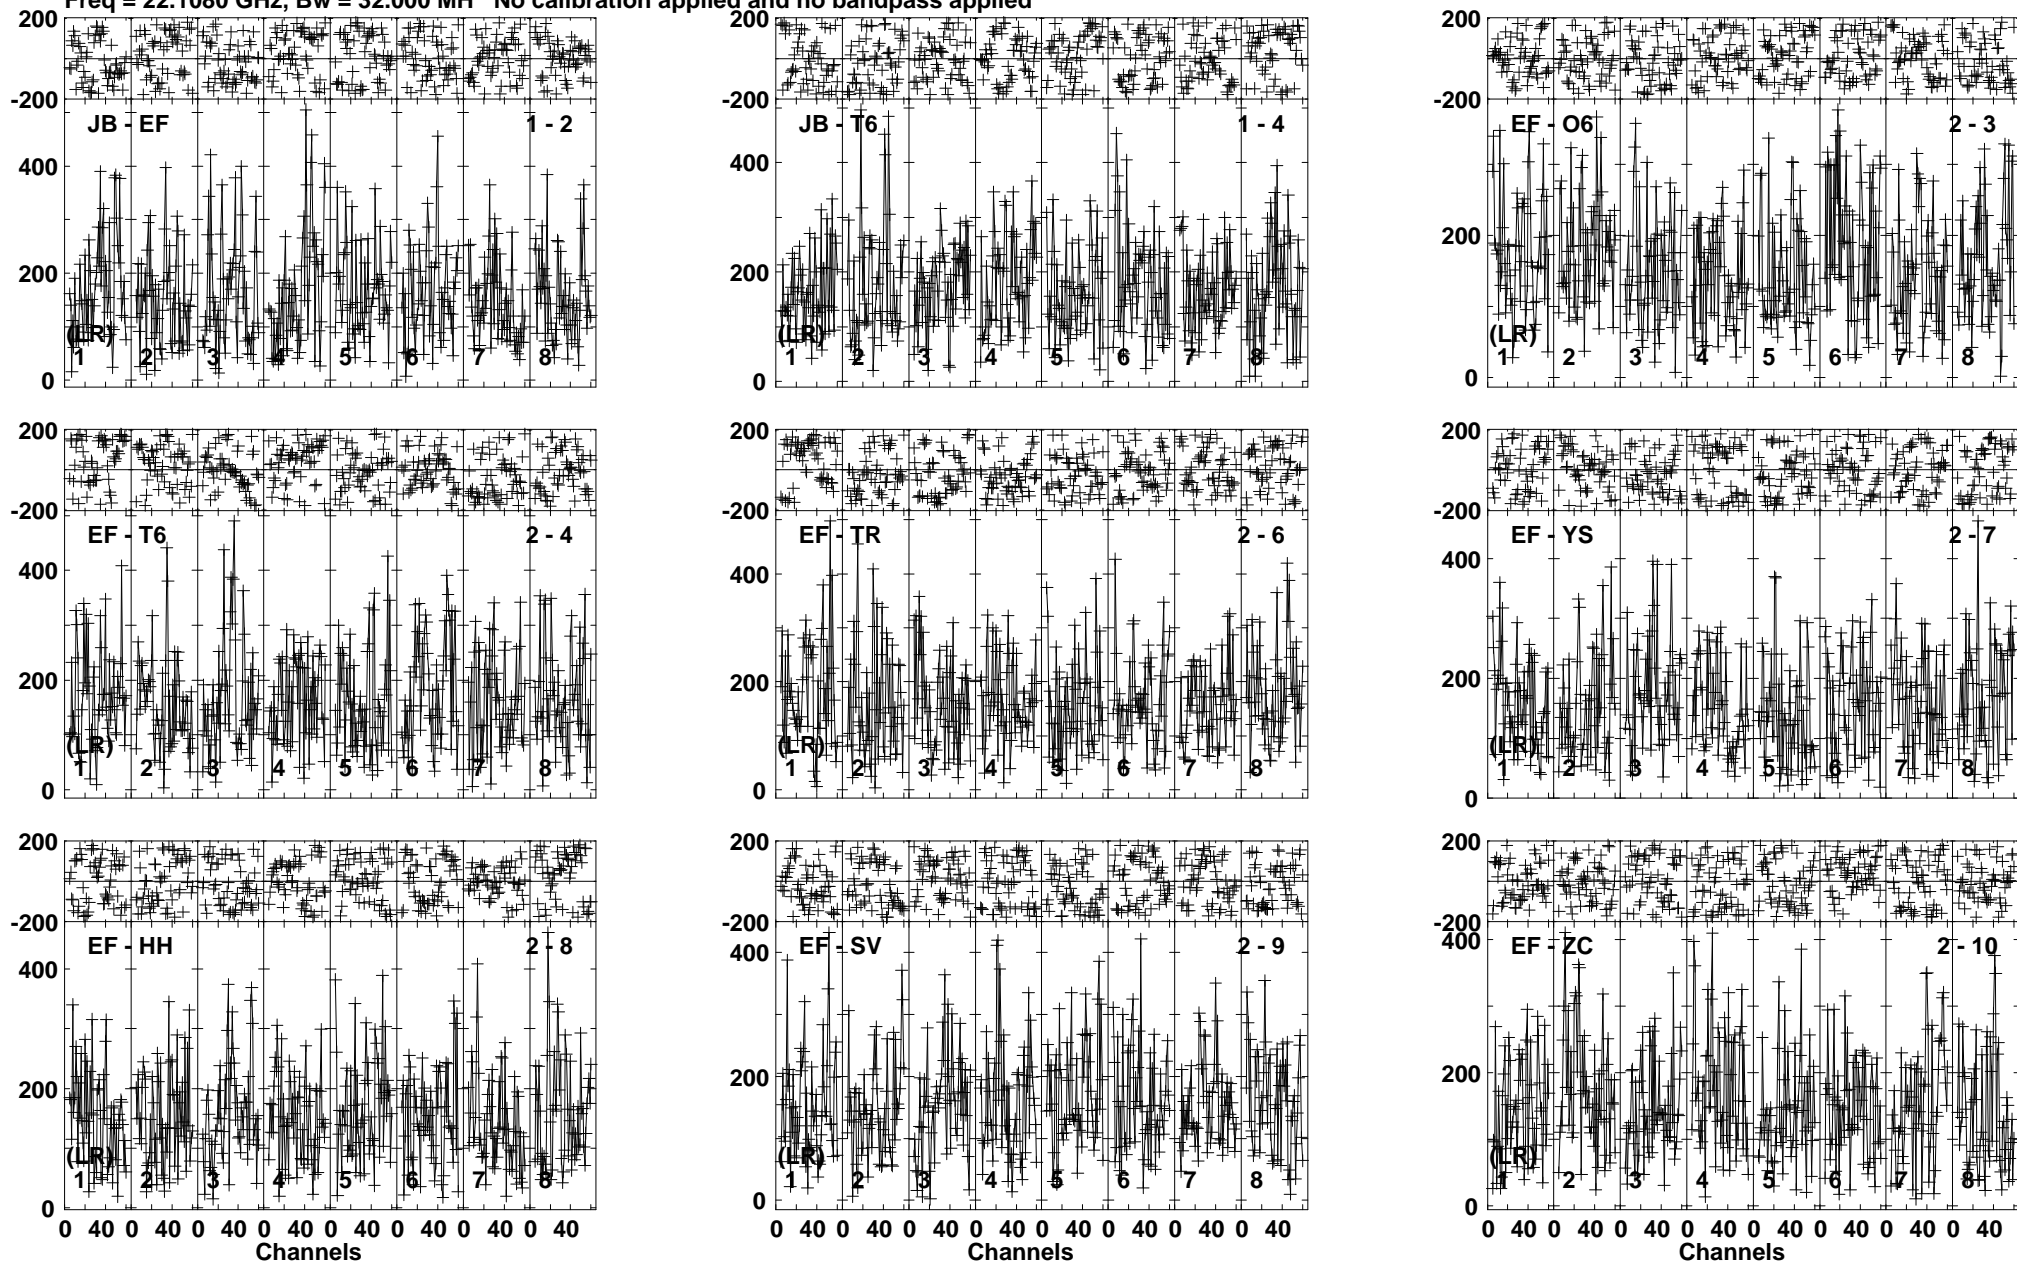 Freq = 22.1080 GHz, Bw = 32.000 MH No calibration applied and no bandpass applied
200 200 200
-200 -200 -200
JB - EF 1 - 2 JB - T6 1 - 4 EF - O6 2 - 3
400 400
200 200 200
(LR) (LR) (LR)
1 2 3 4 5 6 7 8 1 2 3 4 5 6 7 8 1 2 3 4 5 6 7 8
0 0 0
200 200 200
-200 -200 -200
EF - T6 2 - 4 EF - TR 2 - 6 EF - YS 2 - 7
400 400 400
200 200 200
(LR) (LR) (LR)
1 2 3 4 5 6 7 8 1 2 3 4 5 6 7 8 1 2 3 4 5 6 7 8
0 0 0
200 200 200
-200 -200 -200
EF - HH 2 - 8 EF - SV 2 - 9 EF - ZC 2 - 10
400 400 400
200 200 200
(LR) (LR) (LR)
1 2 3 4 5 6 7 8 1 2 3 4 5 6 7 8 1 2 3 4 5 6 7 8
0 0 0
0 40 0 40 0 40 0 40 0 40 0 40 0 40 0 40 0 40 0 40 0 40 0 40 0 40 0 40 0 40 0 40 0 40 0 40 0 40 0 40 0 40 0 40 0 40 0 40
Channels Channels Channels